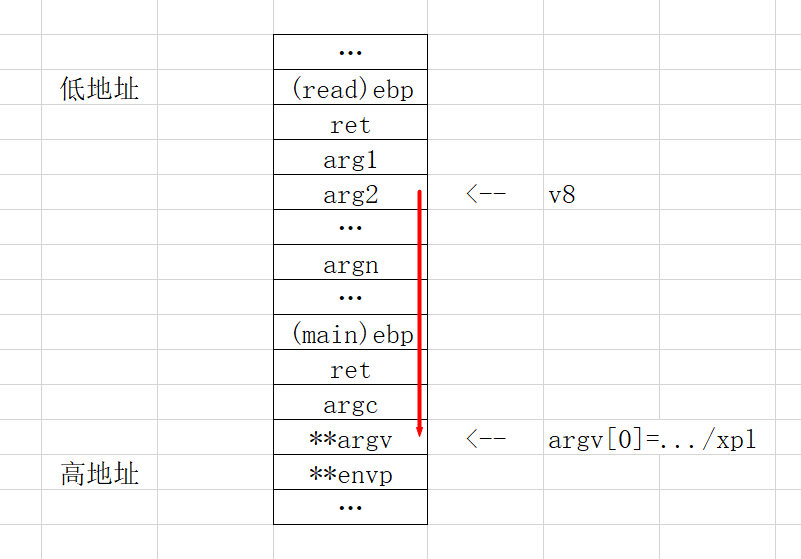 …
低地址 (read)ebp
ret
arg1
arg2 <-- v8
…
argn
…
(main)ebp
ret
argc
**argv <-- argv[0]=.../xpl
高地址 **envp
…